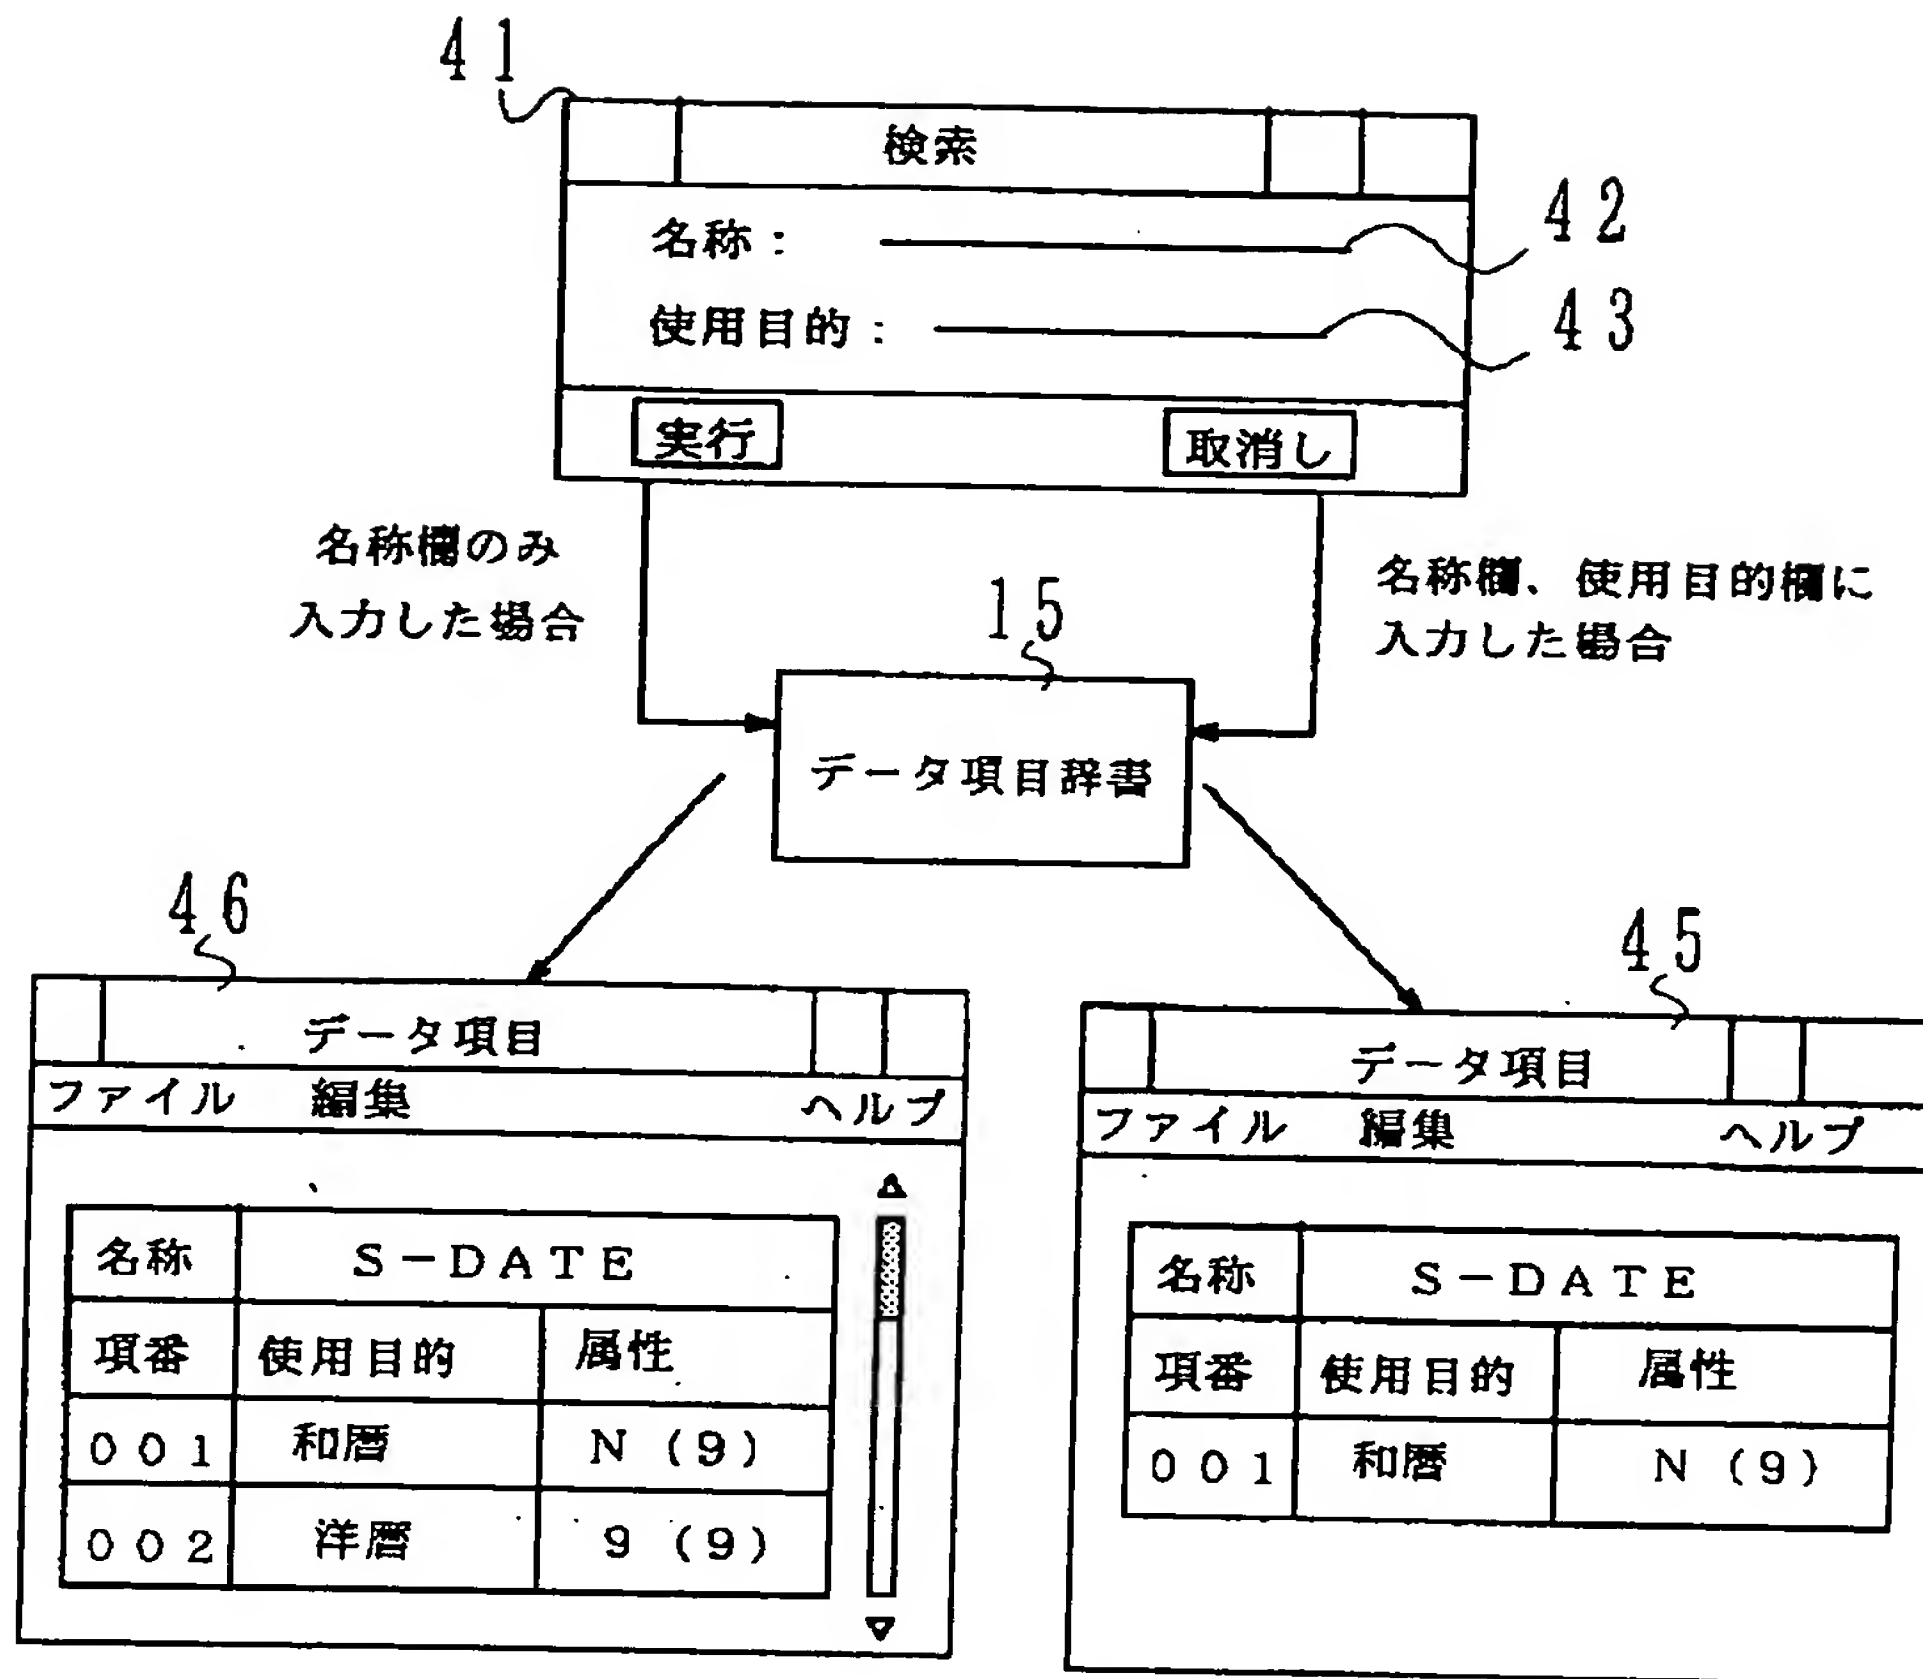 41
検索
名称： 42
使用目的： 43
実行 取消し
名称欄のみ
入力した場合
名称欄、使用目的欄に
入力した場合
15
データ項目辞書
46
データ項目
ファイル 編集 ヘルプ
名称 S－DATE
項番 使用目的 属性
001 和暦 N (9)
002 洋暦 9 (9)
45
データ項目
ファイル 編集 ヘルプ
名称 S－DATE
項番 使用目的 属性
001 和暦 N (9)